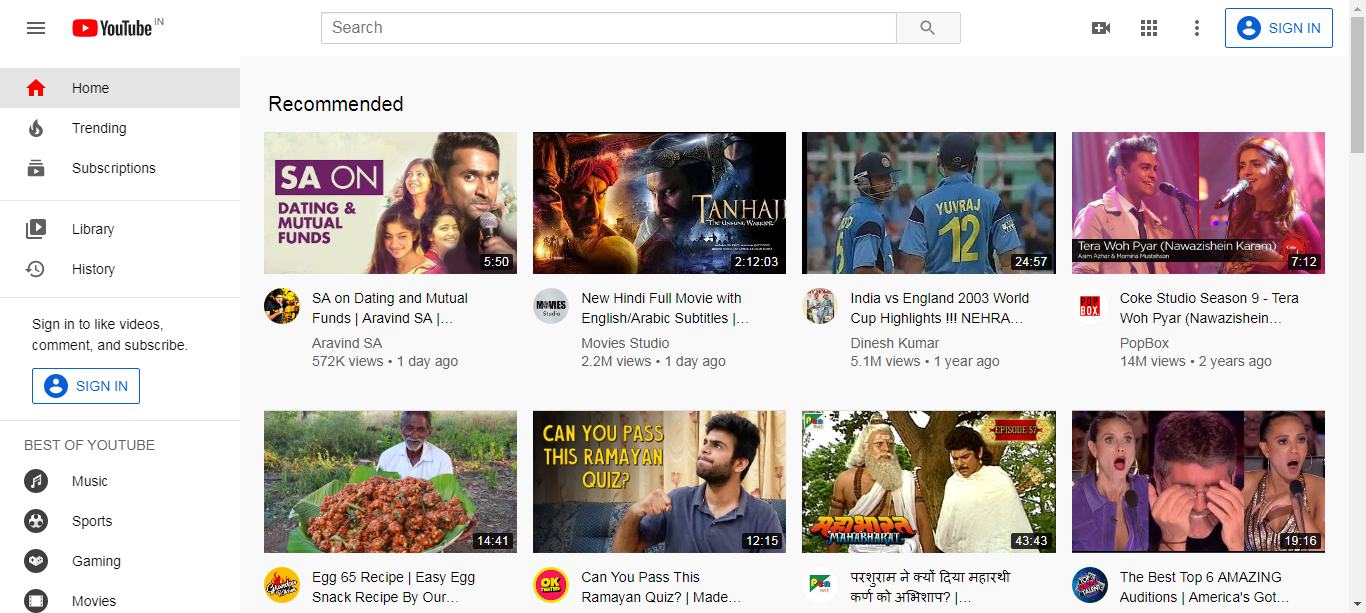 YouTube IN
Search
SIGN IN
Home
Trending
Subscriptions
Library
History
Sign in to like videos,
comment, and subscribe.
SIGN IN
BEST OF YOUTUBE
Music
Sports
Gaming
Movies
Recommended
SA ON
DATING &
MUTUAL
FUNDS
5:50
SA on Dating and Mutual
Funds | Aravind SA |...
Aravind SA
572K views • 1 day ago
TANHAJI
THE UNSUNG WARRIOR
2:12:03
MOVIES
Studio
New Hindi Full Movie with
English/Arabic Subtitles |...
Movies Studio
2.2M views • 1 day ago
YUVRAJ
12
5
24:57
India vs England 2003 World
Cup Highlights !!! NEHRA...
Dinesh Kumar
5.1M views • 1 year ago
Tera Woh Pyar (Nawazishein Karam)
Asim Azhar & Momina Mustehsan
7:12
POP
BOX
Coke Studio Season 9 - Tera
Woh Pyar (Nawazishein...
PopBox
14M views • 2 years ago
14:41
Egg 65 Recipe | Easy Egg
Snack Recipe By Our...
CAN YOU PASS
THIS RAMAYAN
QUIZ?
12:15
OK
TESTED
Can You Pass This
Ramayan Quiz? | Made...
Pen
EPISODE 57
महाभारत
MAHABHARAT
43:43
Pen
परशुराम ने क्यों दिया महारथी
कर्ण को अभिशाप? |...
19:16
TOP
TALENT
The Best Top 6 AMAZING
Auditions | America's Got...